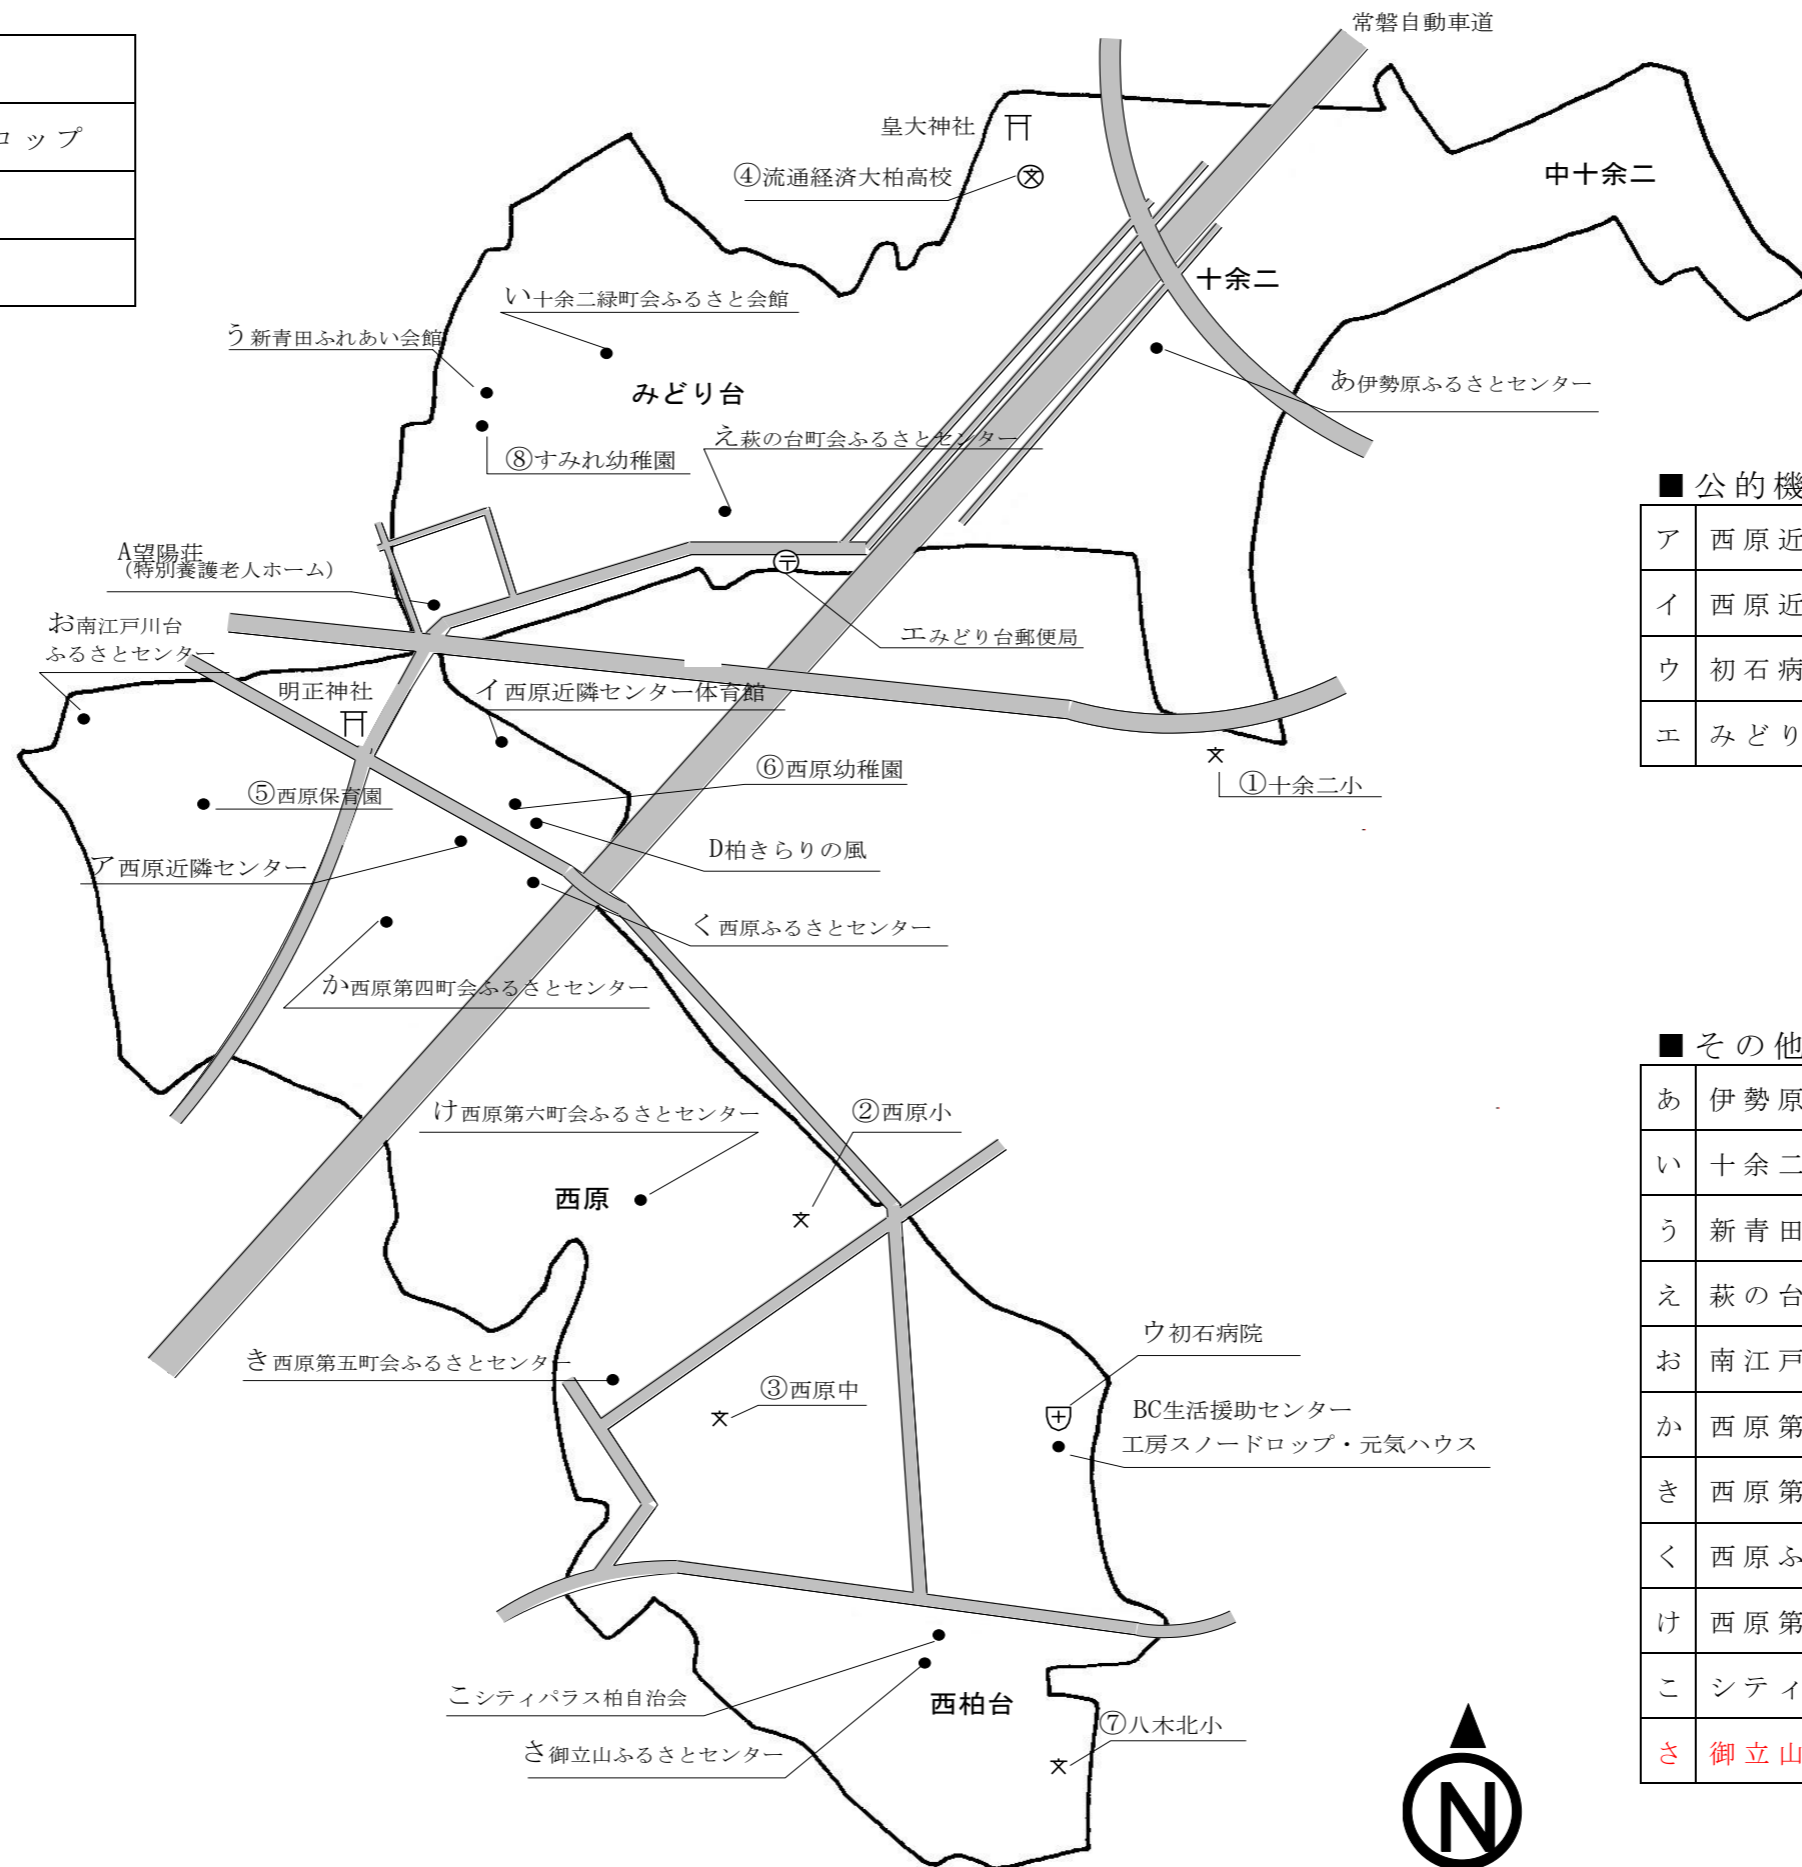 常磐自動車道
ロップ
皇大神社
④流通経済大柏高校
中十余二
十余二
い十余二緑町会ふるさと会館
う新青田ふれあい会館
みどり台
あ伊勢原ふるさとセンター
え萩の台町会ふるさとセンター
⑧すみれ幼稚園
■公的機
ア 西原近
イ 西原近
ウ 初石病
エ みどり
A望陽荘
(特別養護老人ホーム)
お南江戸川台
ふるさとセンター
エみどり台郵便局
明正神社
イ西原近隣センター体育館
⑥西原幼稚園
①十余二小
⑤西原保育園
D柏きらりの風
ア西原近隣センター
く西原ふるさとセンター
か西原第四町会ふるさとセンター
■その他
あ 伊勢原
い 十余二
う 新青田
え 萩の台
お 南江戸
か 西原第
き 西原第
く 西原ふ
け 西原第
こ シティ
さ 御立山
け西原第六町会ふるさとセンター
②西原小
西原
ウ初石病院
き西原第五町会ふるさとセンター
③西原中
BC生活援助センター
工房スノードロップ・元気ハウス
こシティパラス柏自治会
西柏台
⑦八木北小
さ御立山ふるさとセンター
N